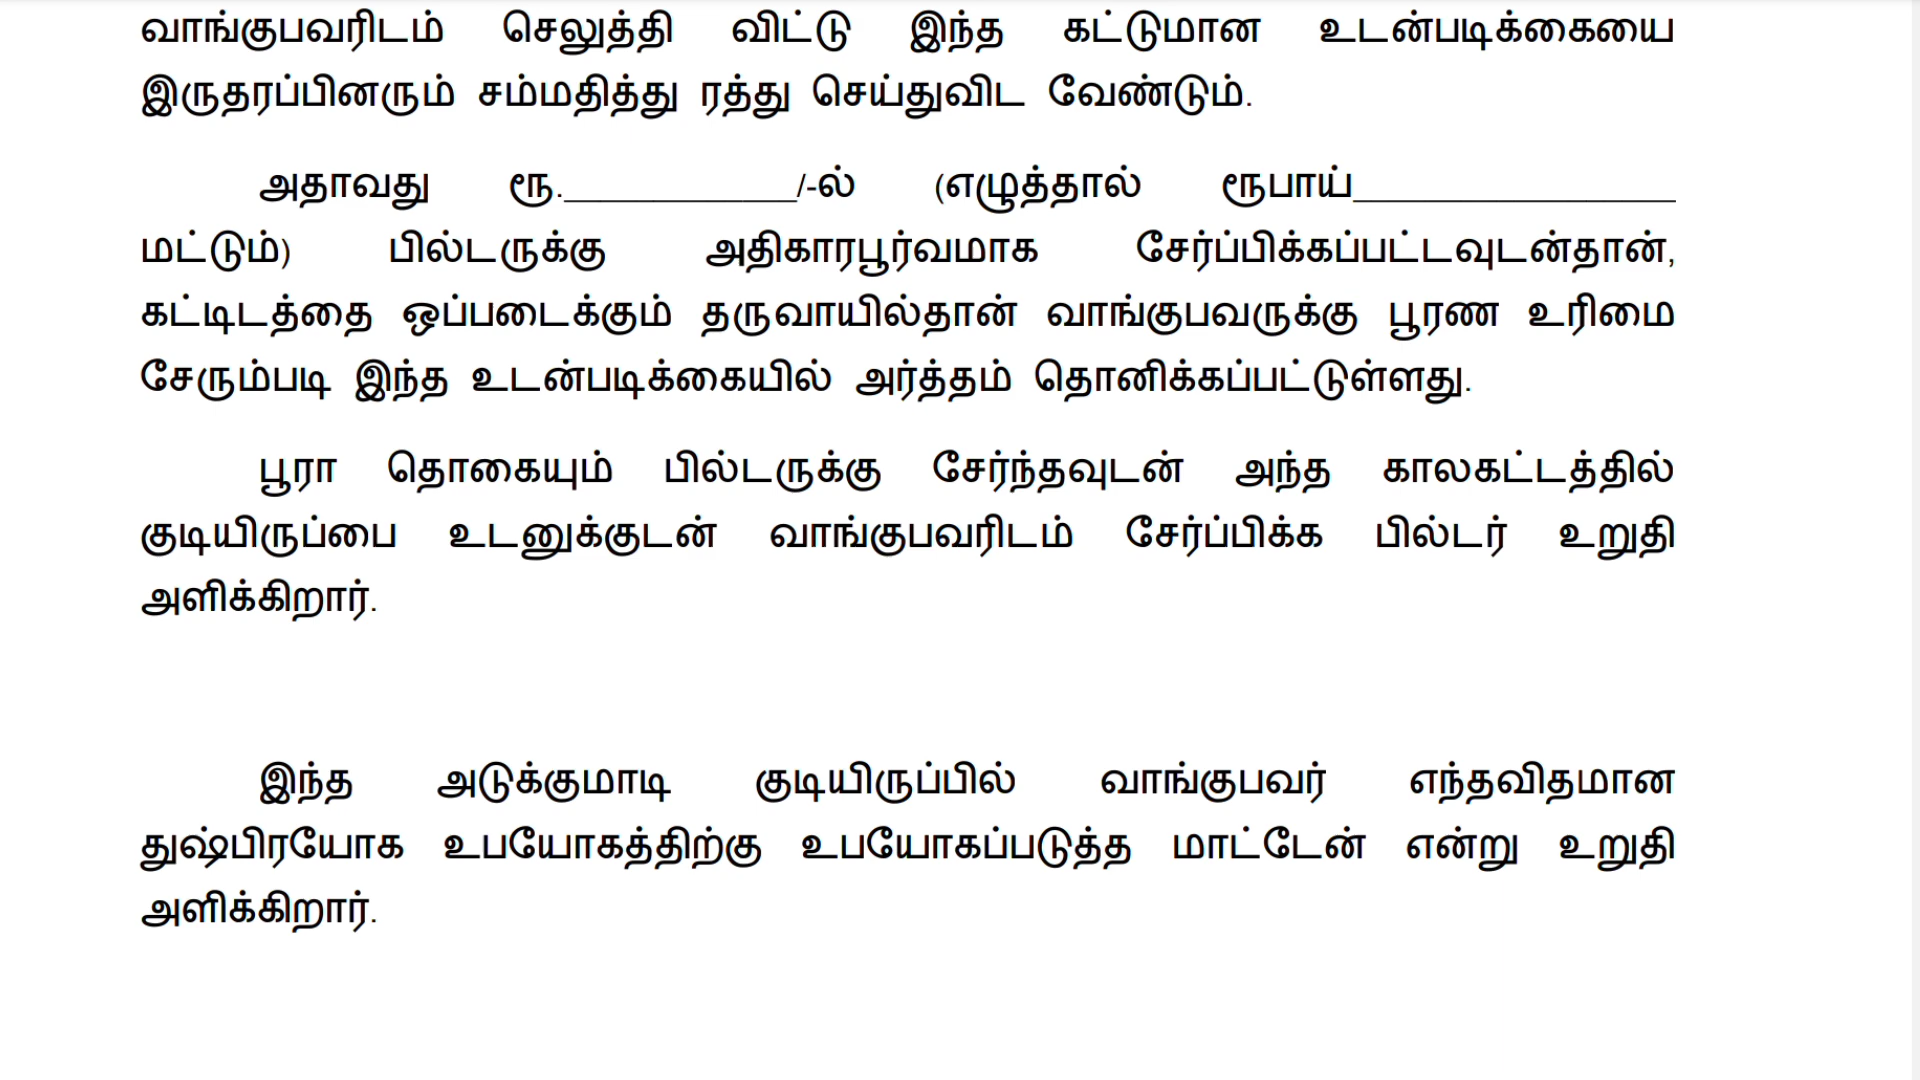 வாங்குபவரிடம் செலுத்தி விட்டு இந்த கட்டுமான உடன்படிக்கையை
இருதரப்பினரும் சம்மதித்து ரத்து செய்துவிட வேண்டும்.
அதாவது ரூ.____________/-ல் (எழுத்தால் ரூபாய்_________________
மட்டும்) பில்டருக்கு அதிகாரபூர்வமாக சேர்ப்பிக்கப்பட்டவுடன்தான்,
கட்டிடத்தை ஒப்படைக்கும் தருவாயில்தான் வாங்குபவருக்கு பூரண உரிமை
சேரும்படி இந்த உடன்படிக்கையில் அர்த்தம் தொனிக்கப்பட்டுள்ளது.
பூரா தொகையும் பில்டருக்கு சேர்ந்தவுடன் அந்த காலகட்டத்தில்
குடியிருப்பை உடனுக்குடன் வாங்குபவரிடம் சேர்ப்பிக்க பில்டர் உறுதி
அளிக்கிறார்.
இந்த அடுக்குமாடி குடியிருப்பில் வாங்குபவர் எந்தவிதமான
துஷ்பிரயோக உபயோகத்திற்கு உபயோகப்படுத்த மாட்டேன் என்று உறுதி
அளிக்கிறார்.